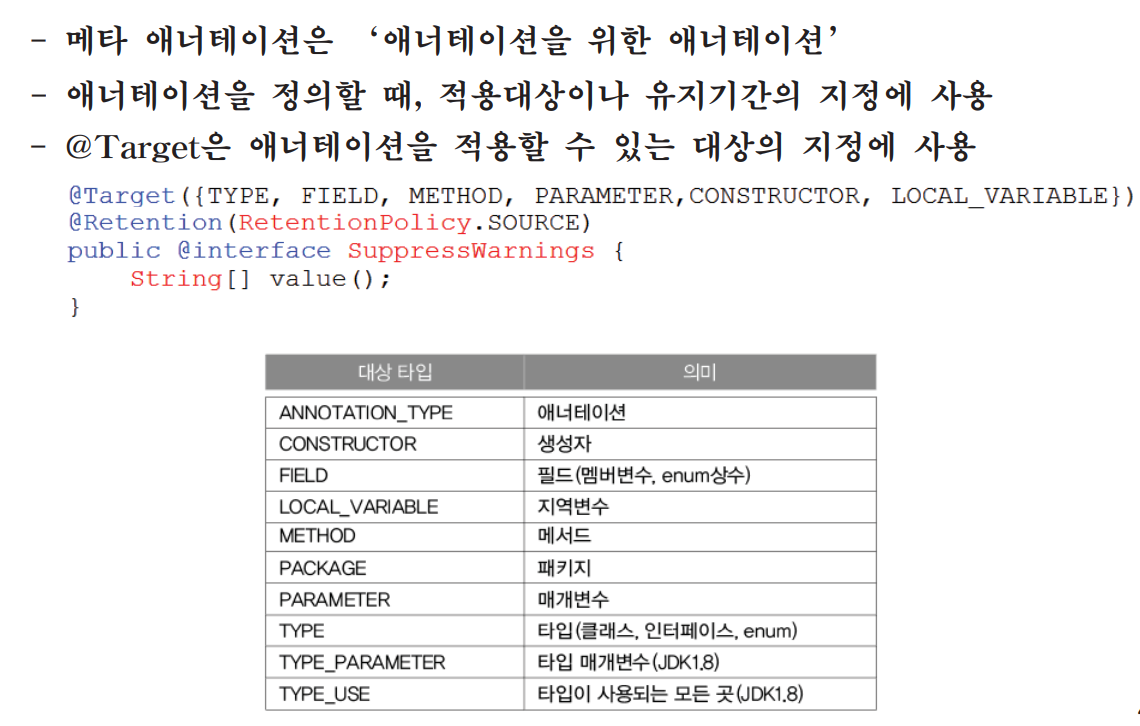 - 메타 애너테이션은 ‘애너테이션을 위한 애너테이션’
- 애너테이션을 정의할 때, 적용대상이나 유지기간의 지정에 사용
- @Target은 애너테이션을 적용할 수 있는 대상의 지정에 사용
@Target({TYPE, FIELD, METHOD, PARAMETER,CONSTRUCTOR, LOCAL_VARIABLE})
@Retention(RetentionPolicy.SOURCE)
public @interface SuppressWarnings {
    String[] value();
}
대상 타입 의미
ANNOTATION_TYPE 애너테이션
CONSTRUCTOR 생성자
FIELD 필드(멤버변수, enum상수)
LOCAL_VARIABLE 지역변수
METHOD 메서드
PACKAGE 패키지
PARAMETER 매개변수
TYPE 타입(클래스, 인터페이스, enum)
TYPE_PARAMETER 타입 매개변수(JDK1.8)
TYPE_USE 타입이 사용되는 모든 곳(JDK1.8)